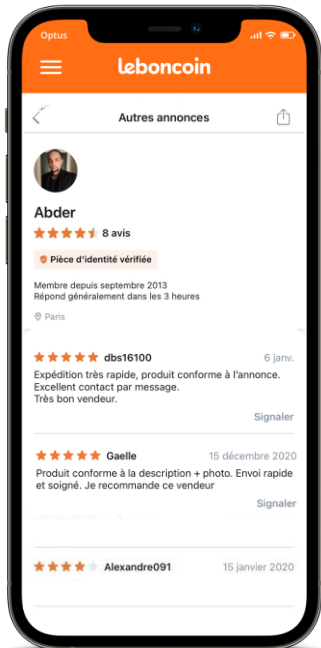 Optus
leboncoin
Autres annonces
Abder
8 avis
Pièce d'identité vérifiée
Membre depuis septembre 2013
Répond généralement dans les 3 heures
Paris
dbs16100 6 janv.
Expédition très rapide, produit conforme à l'annonce.
Excellent contact par message.
Très bon vendeur.
Signaler
Gaelle 15 décembre 2020
Produit conforme à la description + photo. Envoi rapide
et soigné. Je recommande ce vendeur
Signaler
Alexandre091 15 janvier 2020